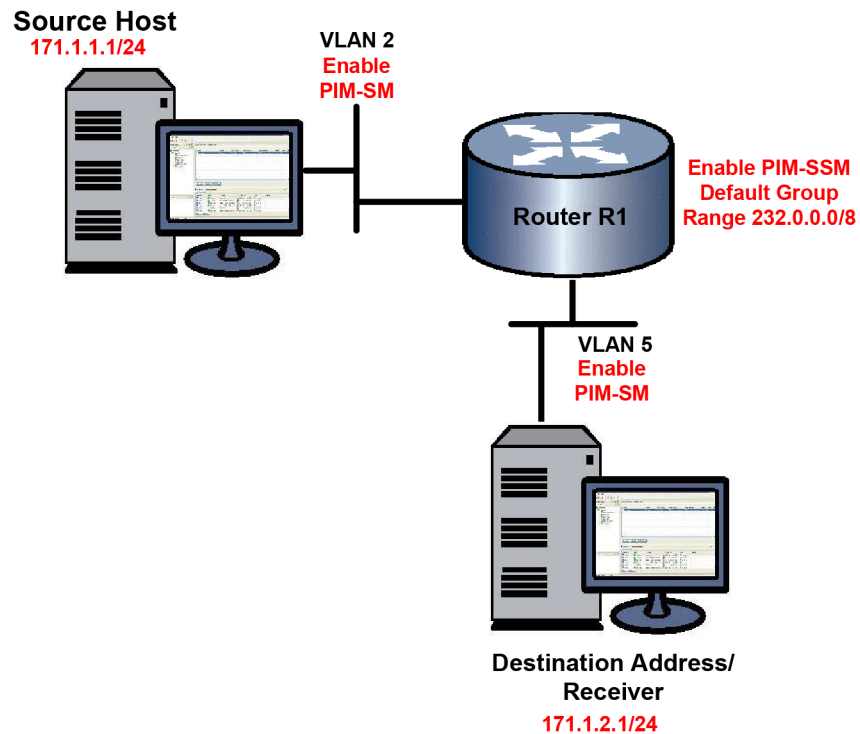 Source Host
171.1.1.1/24
VLAN 2
Enable
PIM-SM
Router R1
Enable PIM-SSM
Default Group
Range 232.0.0.0/8
VLAN 5
Enable
PIM-SM
Destination Address/
Receiver
171.1.2.1/24